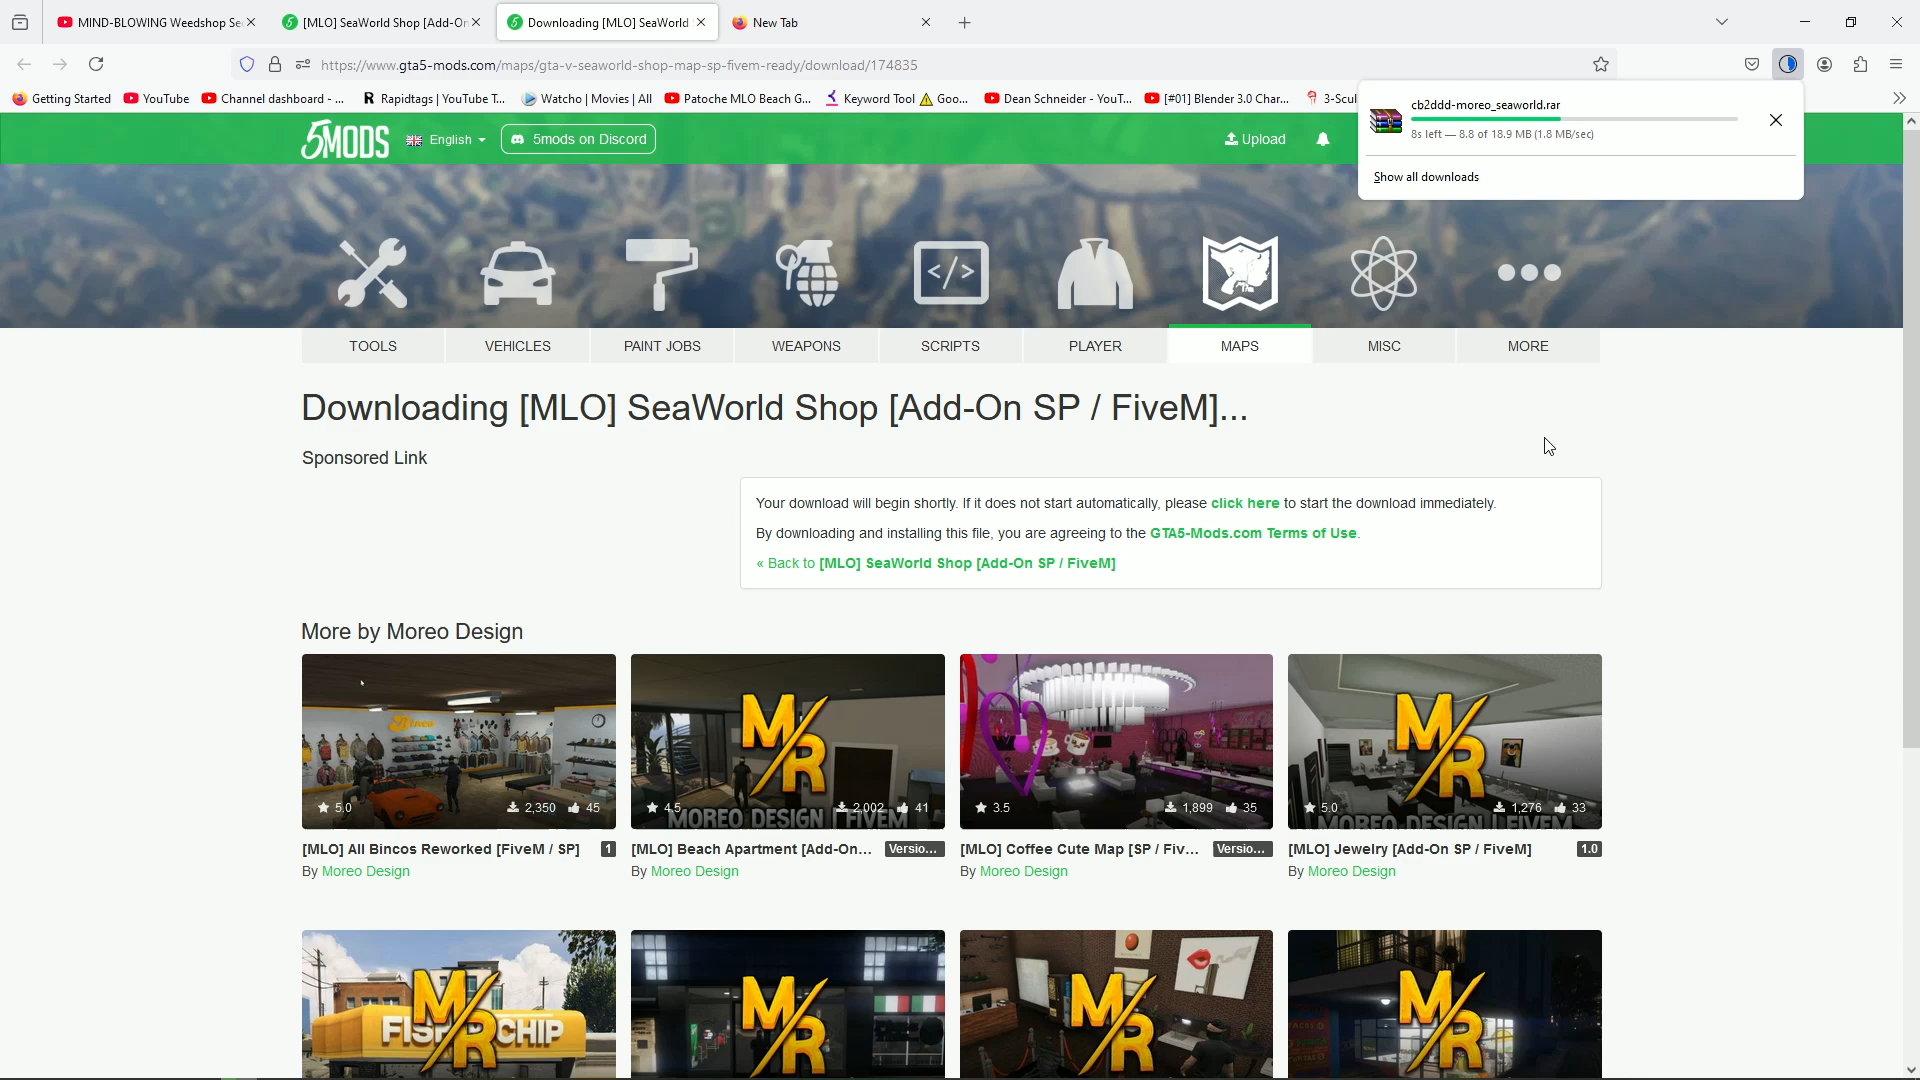 MIND-BLOWING Weedshop Se
[MLO] SeaWorld Shop [Add-On
Downloading [MLO] SeaWorld
New Tab
https://www.gta5-mods.com/maps/gta-v-seaworld-shop-map-sp-fivem-ready/download/174835
Getting Started
YouTube
Channel dashboard - ...
Rapidtags | YouTube T...
Watcho | Movies | All
Patoche MLO Beach G...
Keyword Tool
Goo...
Dean Schneider - YouT...
[#01] Blender 3.0 Char...
3-Scul
cb2ddd-moreo_seaworld.rar
8s left — 8.8 of 18.9 MB (1.8 MB/sec)
Show all downloads
5MODS
English
5mods on Discord
Upload
TOOLS
VEHICLES
PAINT JOBS
WEAPONS
SCRIPTS
PLAYER
MAPS
MISC
MORE
Downloading [MLO] SeaWorld Shop [Add-On SP / FiveM]...
Sponsored Link
Your download will begin shortly. If it does not start automatically, please click here to start the download immediately.
By downloading and installing this file, you are agreeing to the GTA5-Mods.com Terms of Use.
« Back to [MLO] SeaWorld Shop [Add-On SP / FiveM]
More by Moreo Design
Binco
5.0
2,350
45
M/R
4.5
2,002
41
MOREO DESIGN | FIVEM
3.5
1,899
35
M/R
5.0
1,276
33
MOREO DESIGN | FIVEM
[MLO] All Bincos Reworked [FiveM / SP]
1
[MLO] Beach Apartment [Add-On...
Versio...
[MLO] Coffee Cute Map [SP / Fiv...
Versio...
[MLO] Jewelry [Add-On SP / FiveM]
1.0
By Moreo Design
By Moreo Design
By Moreo Design
By Moreo Design
M/R
FISH CHIP
M/R
M/R
M/R